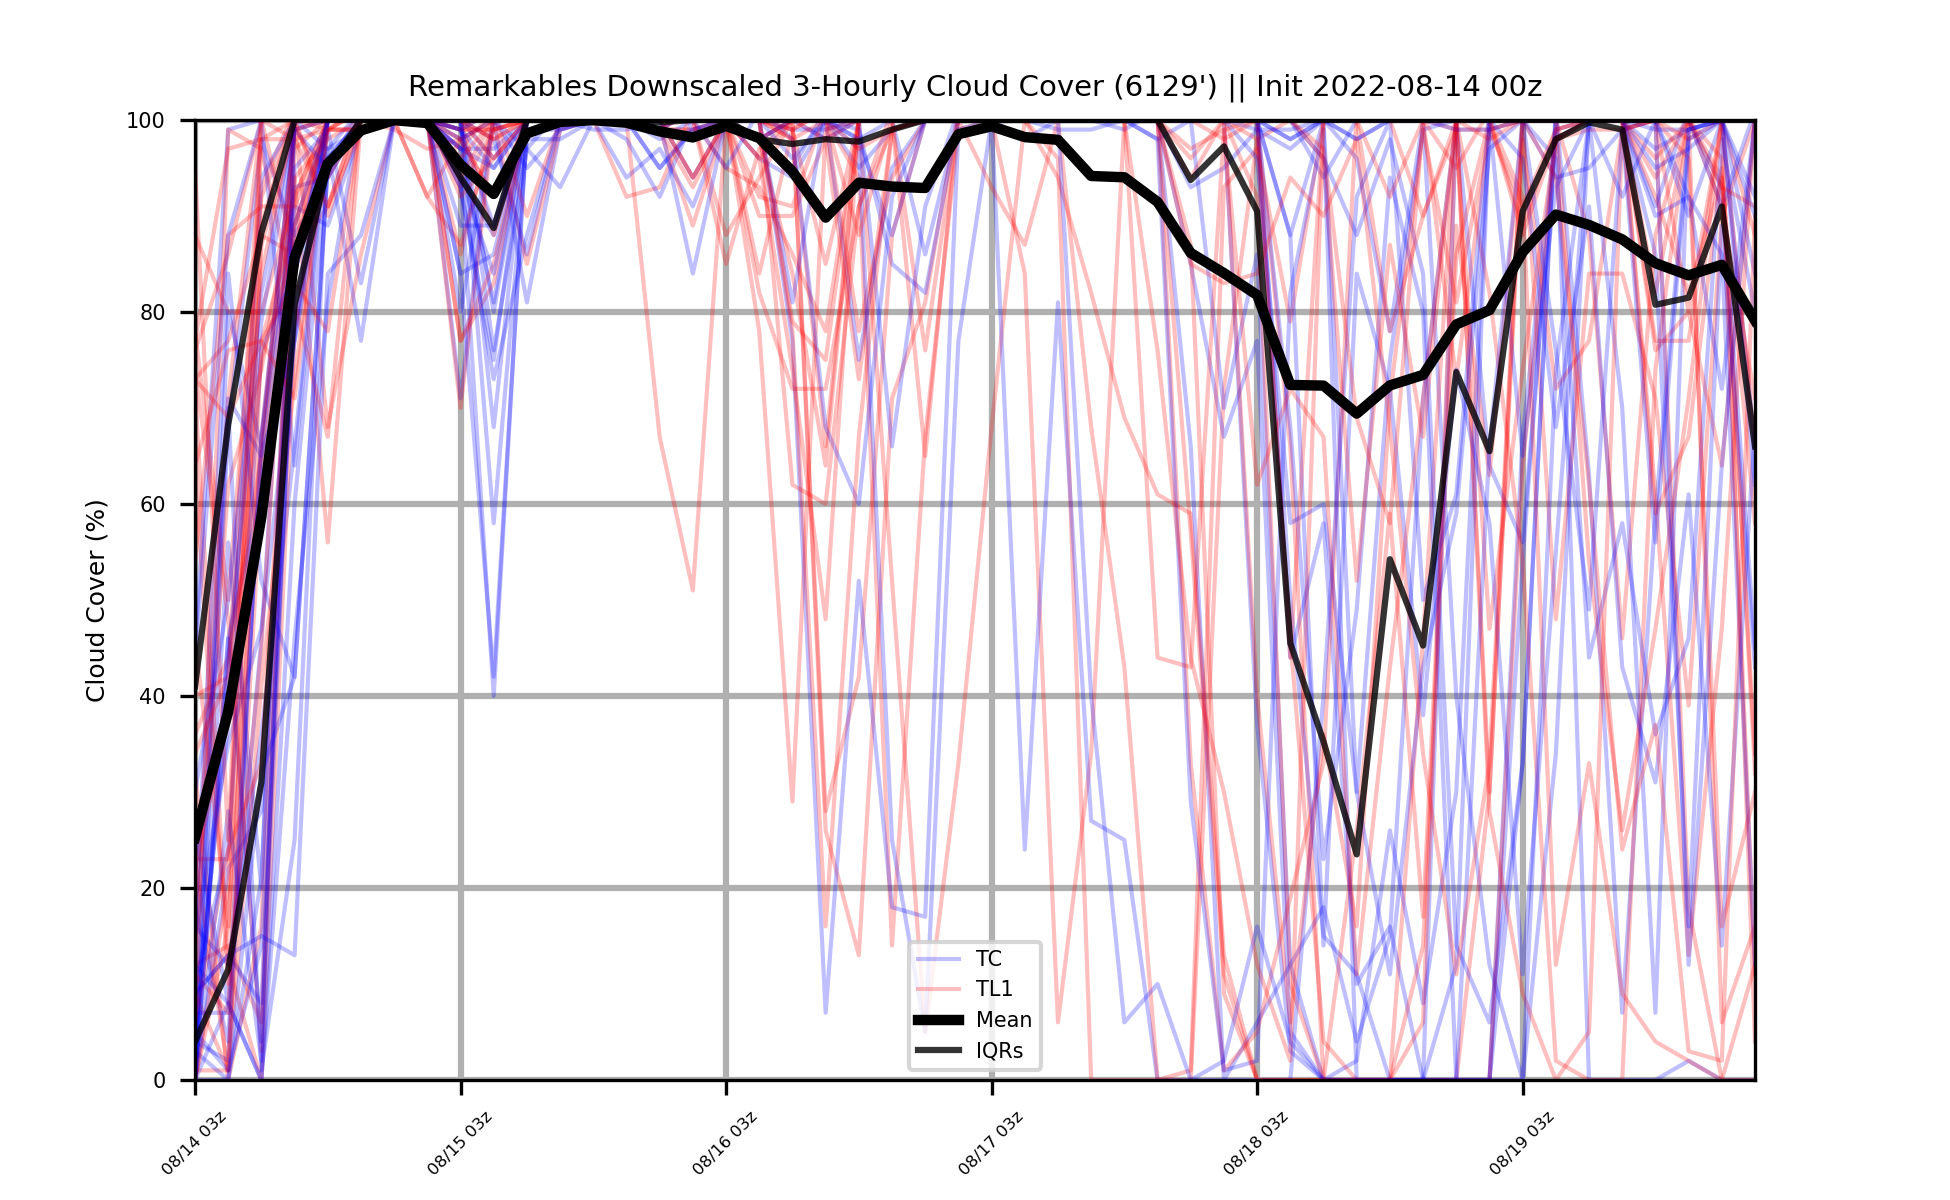 Remarkables Downscaled 3-Hourly Cloud Cover (6129') || Init 2022-08-14 00z
Cloud Cover (%)
100
80
60
40
20
0
TC
TL1
Mean
IQRs
08/14 03z
08/15 03z
08/16 03z
08/17 03z
08/18 03z
08/19 03z